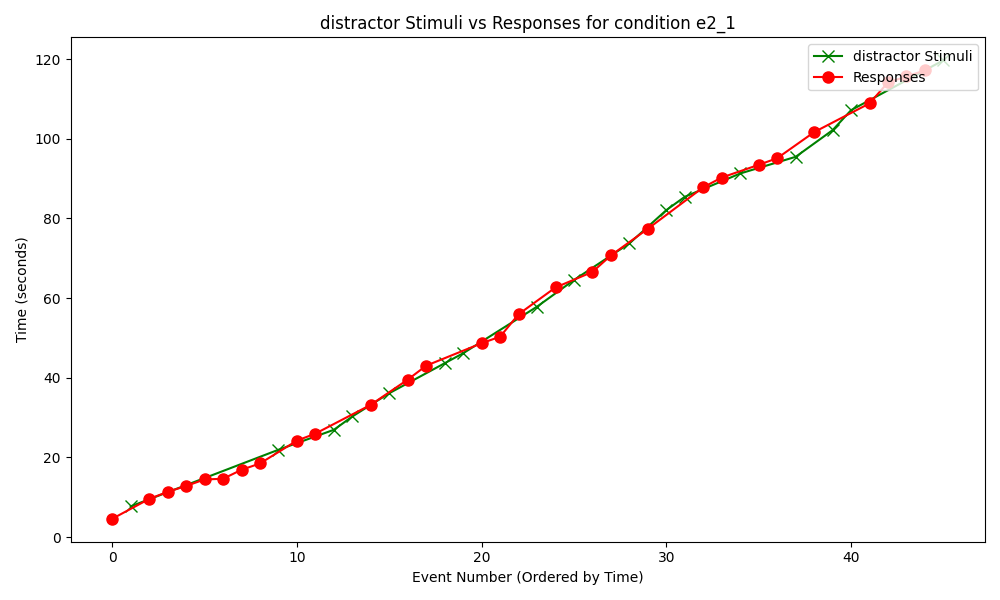 distractor Stimuli vs Responses for condition e2_1
distractor Stimuli
Responses
Time (seconds)
120
100
80
60
40
20
0
0 10 20 30 40
Event Number (Ordered by Time)